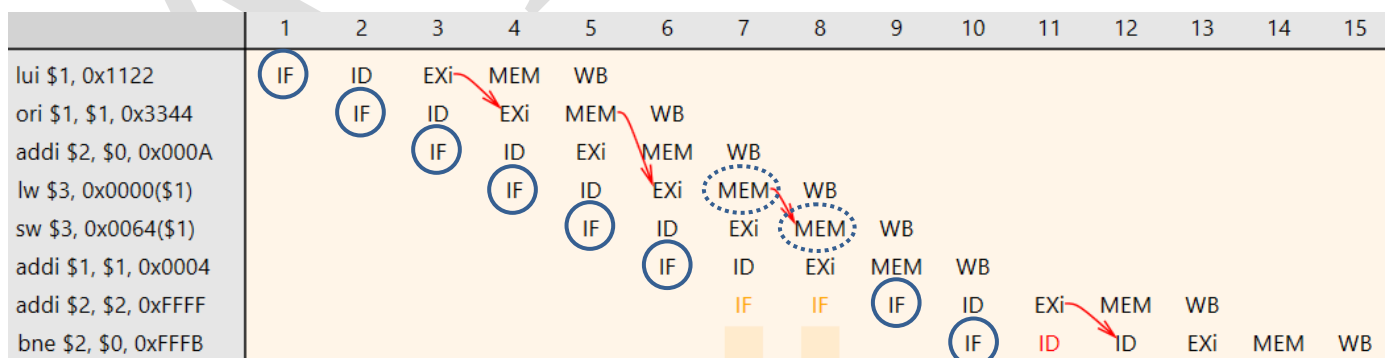 1 2 3 4 5 6 7 8 9 10 11 12 13 14 15
lui $1, 0x1122 IF ID EXi MEM WB
ori $1, $1, 0x3344 IF ID EXi MEM WB
addi $2, $0, 0x000A IF ID EXi MEM WB
lw $3, 0x0000($1) IF ID EXi MEM WB
sw $3, 0x0064($1) IF ID EXi MEM WB
addi $1, $1, 0x0004 IF ID EXi MEM WB
addi $2, $2, 0xFFFF IF IF IF ID EXi MEM WB
bne $2, $0, 0xFFFB IF ID ID EXi MEM WB